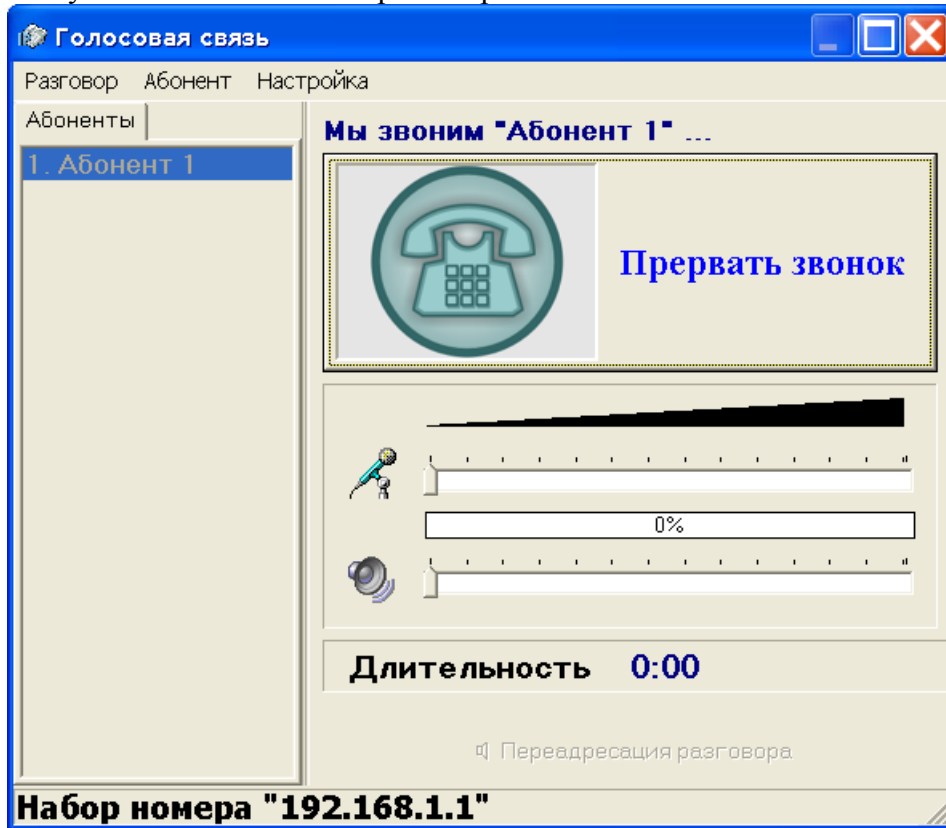 Голосовая связь
Разговор Абонент Настройка
Абоненты
1. Абонент 1
Мы звоним "Абонент 1" ...
Прервать звонок
0%
Длительность 0:00
Переадресация разговора
Набор номера "192.168.1.1"